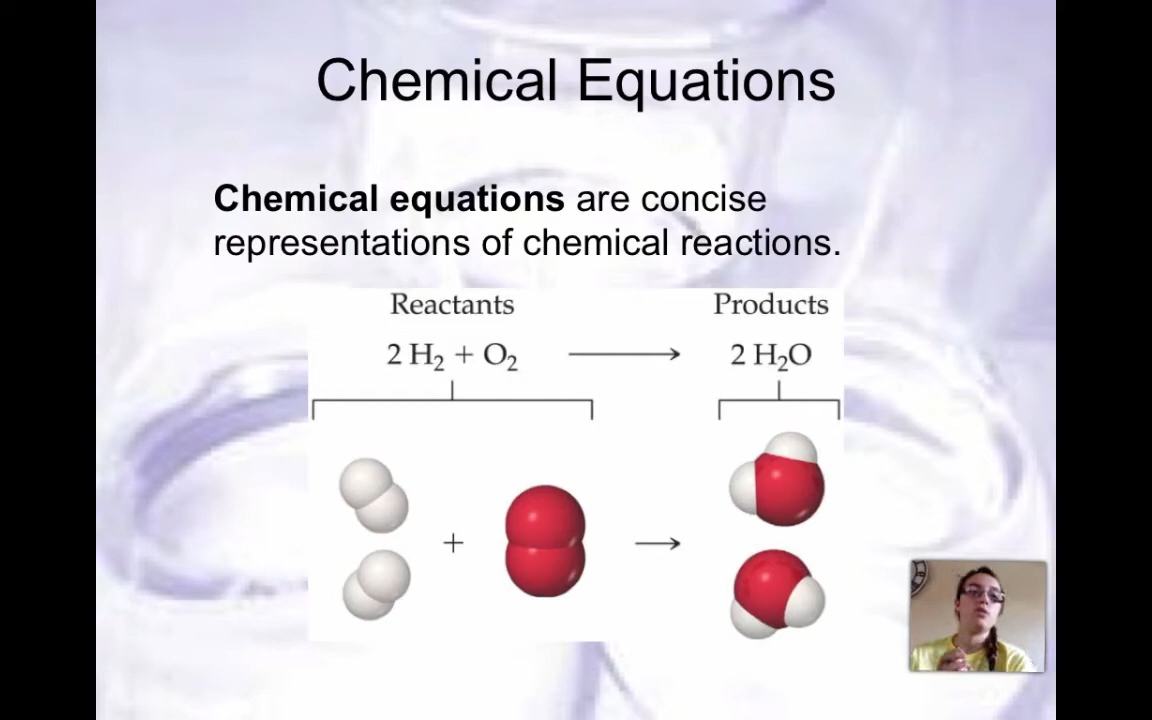 Chemical Equations
Chemical equations are concise
representations of chemical reactions.
Reactants Products
2 H₂ + O₂ → 2 H₂O
+ →